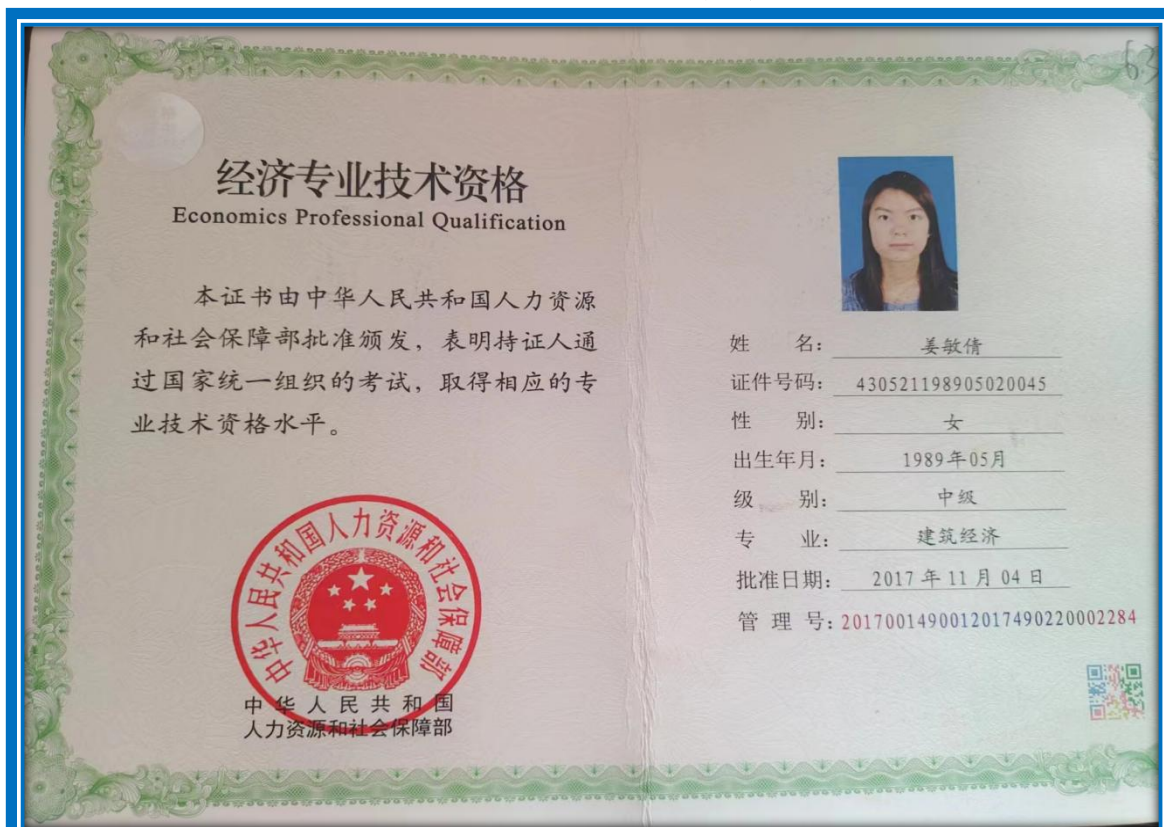 63
经济专业技术资格
Economics Professional Qualification
本证书由中华人民共和国人力资源
和社会保障部批准颁发，表明持证人通
过国家统一组织的考试，取得相应的专
业技术资格水平。
中华人民共和国人力资源和社会保障部
中华人民共和国
人力资源和社会保障部
姓 名：姜敏倩
证件号码：430521198905020045
性 别：女
出生年月：1989年05月
级 别：中级
专 业：建筑经济
批准日期：2017年11月04日
管 理 号：2017001490012017490220002284